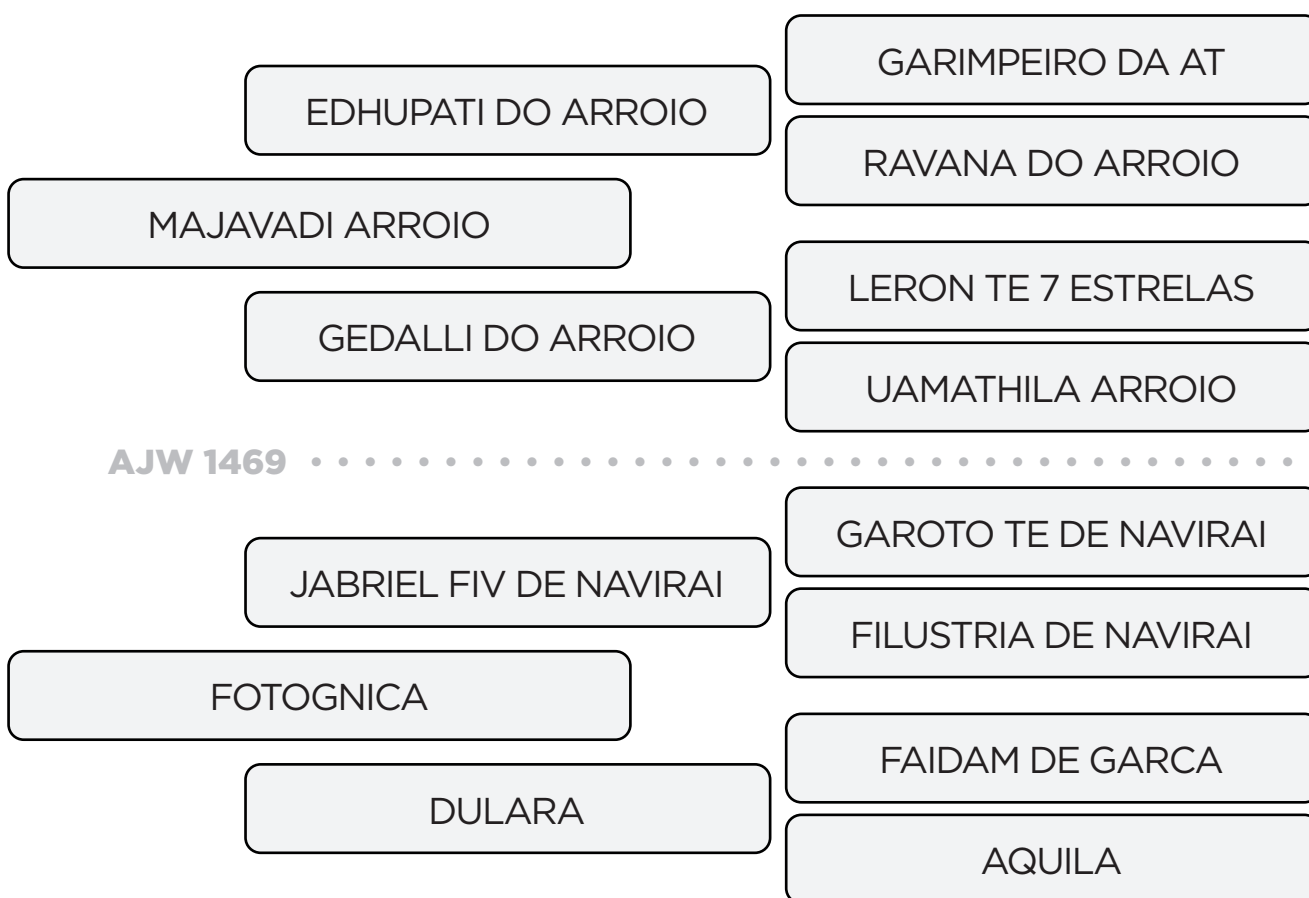 GARIMPEIRO DA AT
EDHUPATI DO ARROIO
RAVANA DO ARROIO
MAJAVADI ARROIO
LERON TE 7 ESTRELAS
GEDALLI DO ARROIO
UAMATHILA ARROIO
AJW 1469
GAROTO TE DE NAVIRAI
JABRIEL FIV DE NAVIRAI
FILUSTRIA DE NAVIRAI
FOTOGNICA
FAIDAM DE GARCA
DULARA
AQUILA